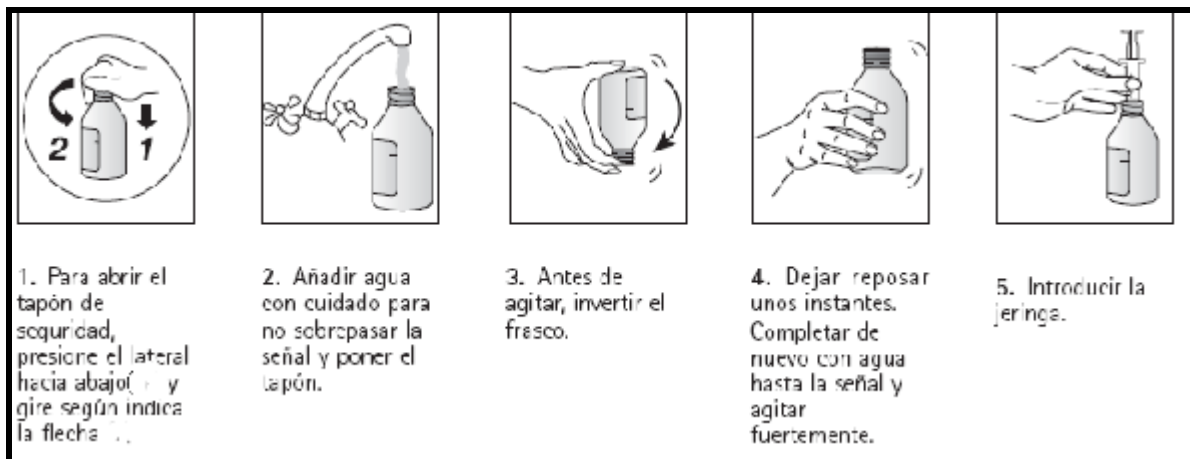 2 1
1. Para abrir el
tapón de
seguridad,
presione el lateral
hacia abajo( y
gire según indica
la flecha
2. Añadir agua
con cuidado para
no sobrepasar la
señal y poner el
tapón.
3. Antes de
agitar, invertir el
frasco.
4. Dejar reposar
unos instantes.
Completar de
nuevo con agua
hasta la señal y
agitar
fuertemente.
5. Introducir la
jeringa.